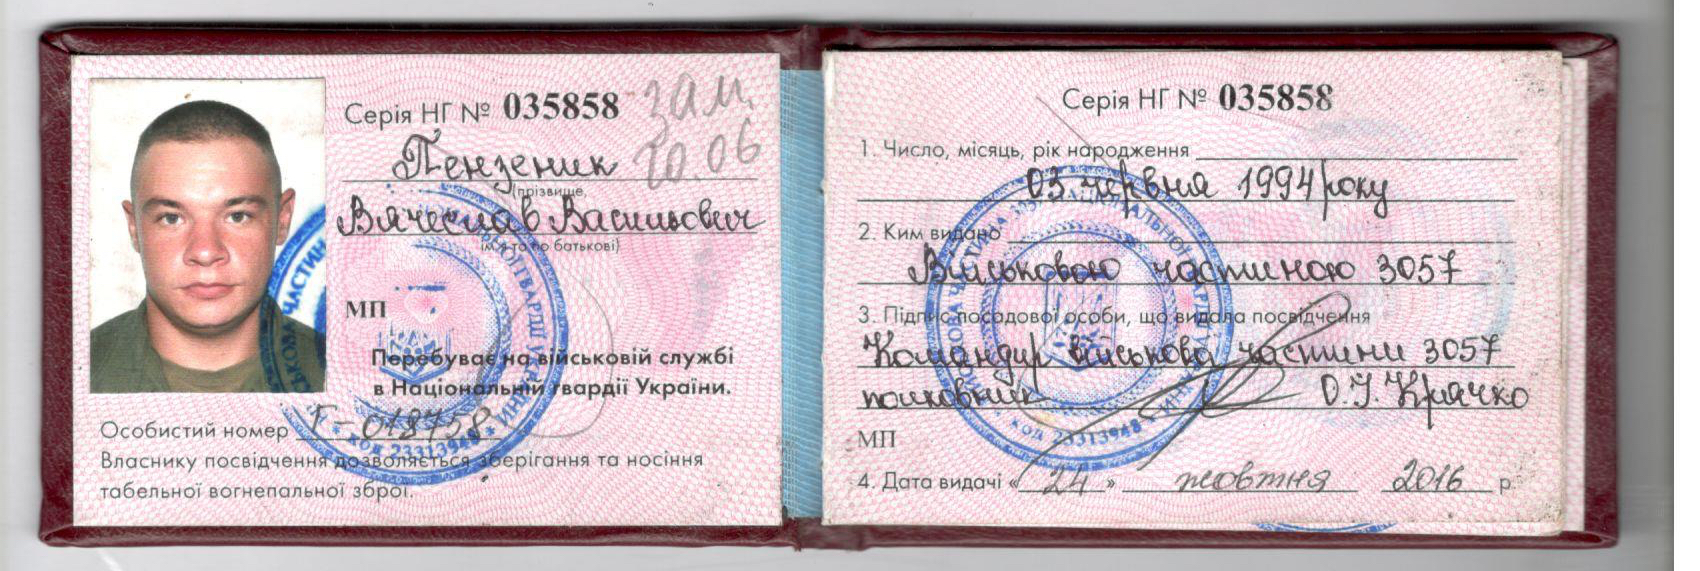 Серія НГ № 035858
зам.
20.06
Пензеник
(прізвище,
Вячеслав Васильович
(ім'я та по батькові)
МП
Перебуває на військовій службі
в Національній гвардії України.
Особистий номер Г-018758
Власнику посвідчення дозволяється зберігання та носіння
табельної вогнепальної зброї.
Серія НГ № 035858
1. Число, місяць, рік народження
03 червня 1994 року
2. Ким видано
Військовою частиною 3057
3. Підпис посадової особи, що видала посвідчення
Командир військова частини 3057
полковник О.І. Крячко
МП
4. Дата видачі « 24 » жовтня 2016 р.